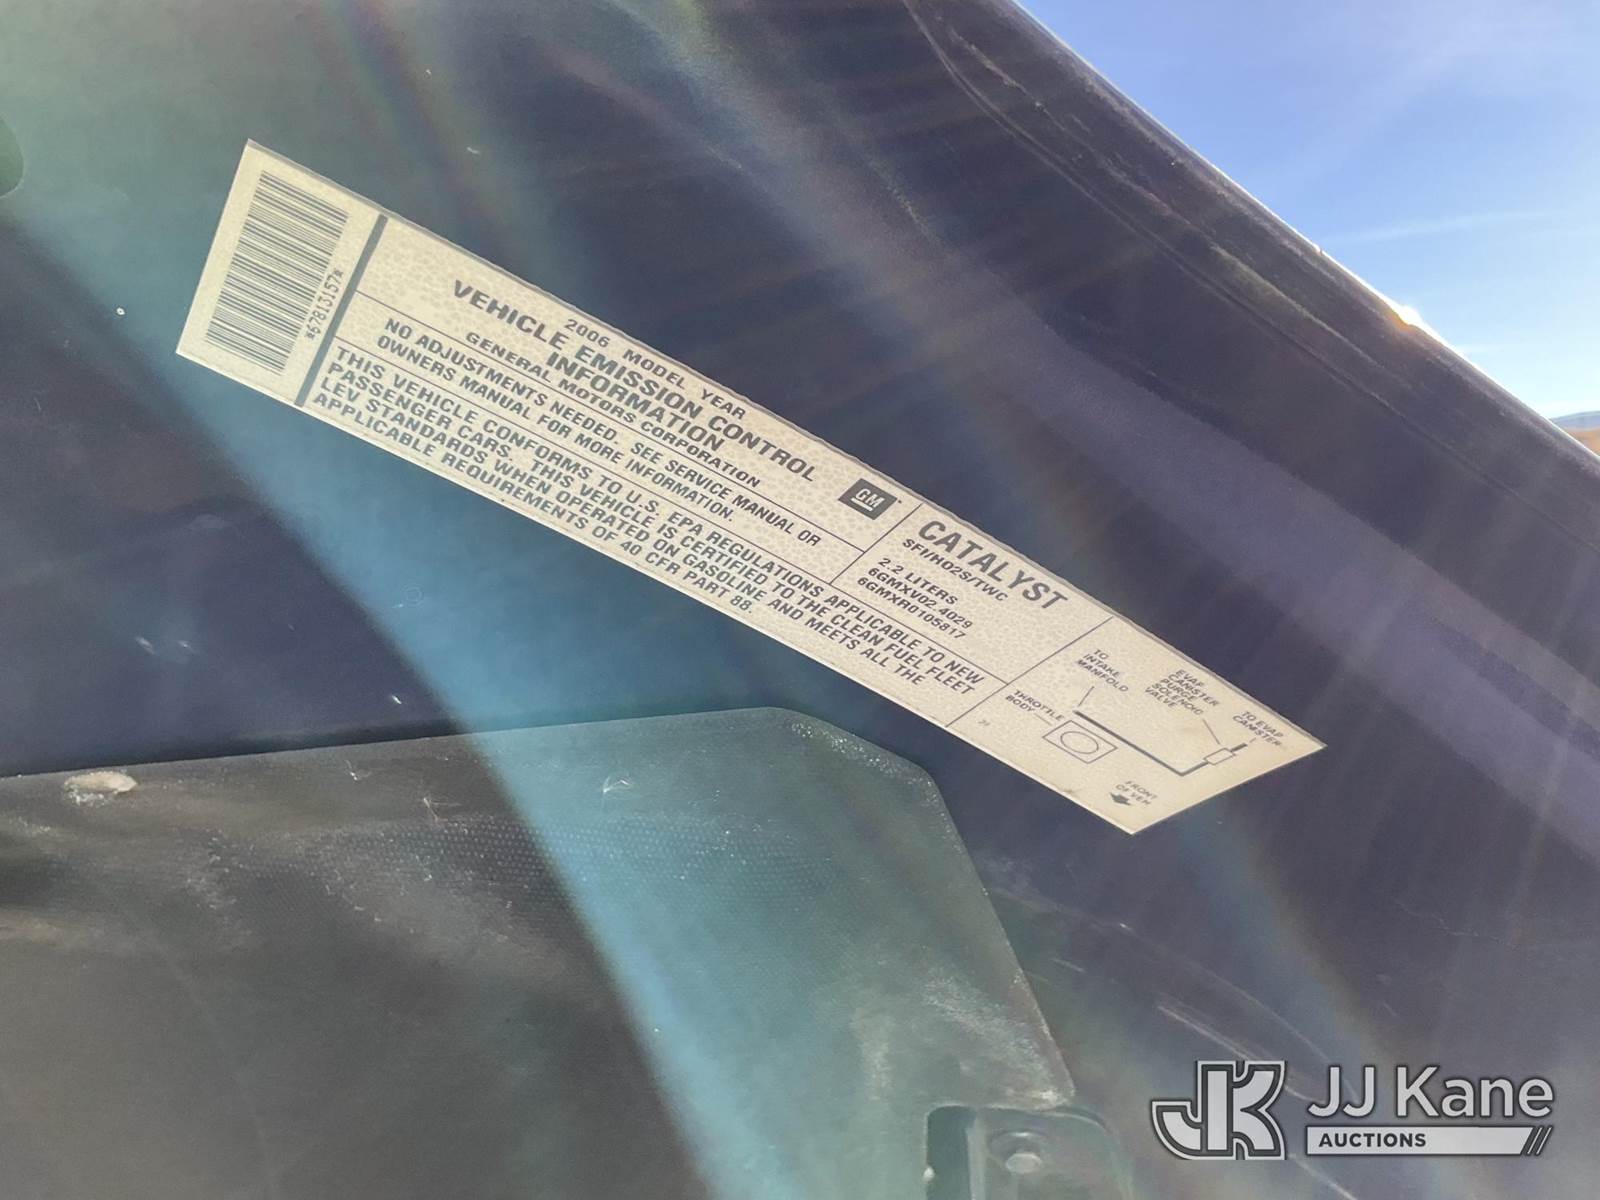 *67813157*
2006 MODEL YEAR
VEHICLE EMISSION CONTROL
INFORMATION
GENERAL MOTORS CORPORATION
GM
NO ADJUSTMENTS NEEDED. SEE SERVICE MANUAL OR
OWNERS MANUAL FOR MORE INFORMATION.
THIS VEHICLE CONFORMS TO U.S. EPA REGULATIONS APPLICABLE TO NEW
PASSENGER CARS. THIS VEHICLE IS CERTIFIED TO THE CLEAN FUEL FLEET
LEV STANDARDS WHEN OPERATED ON GASOLINE AND MEETS ALL THE
APPLICABLE REQUIREMENTS OF 40 CFR PART 88.
CATALYST
SFI/HO2S/TWC
2.2 LITERS
6GMXV02.4029
6GMXR0105817
TO
INTAKE
MANIFOLD
EVAP
CANISTER
PURGE
SOLENOID
VALVE
TO EVAP
CANISTER
THROTTLE
BODY
FRONT
OF VEH
JK JJ Kane
AUCTIONS